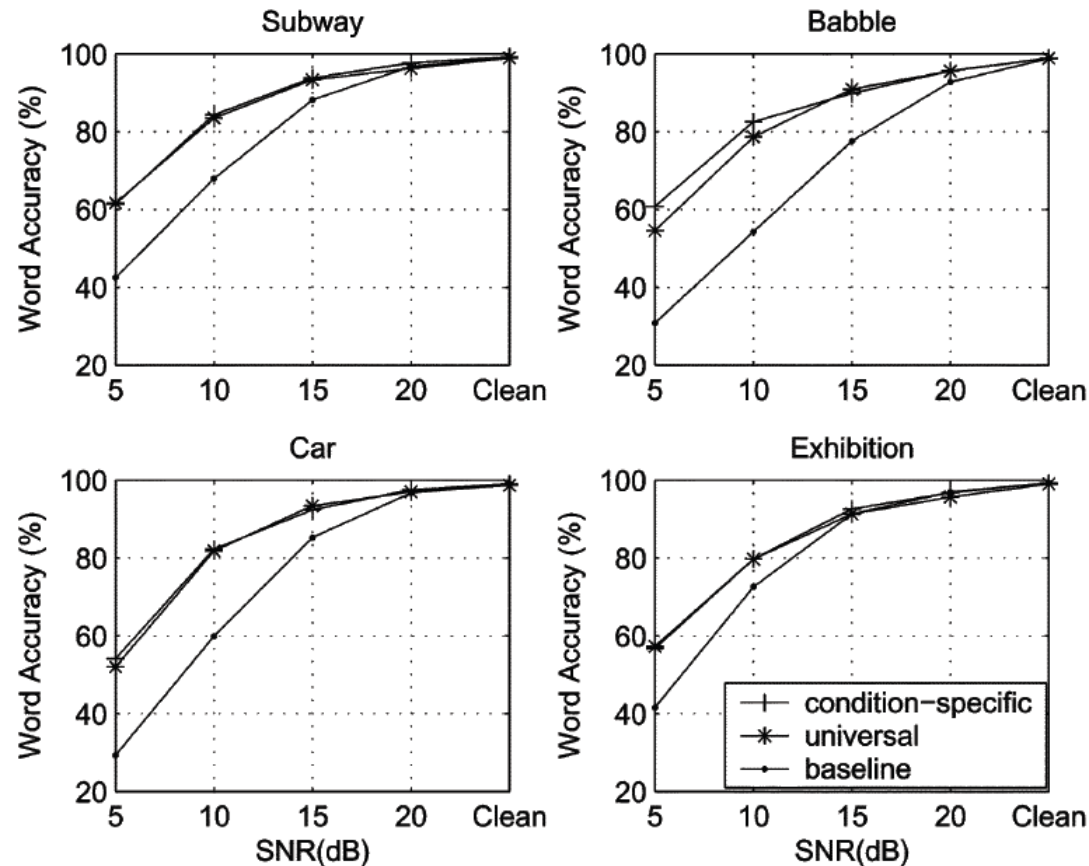 Subway
Word Accuracy (%)
100
80
60
40
20
5 10 15 20 Clean
Babble
Word Accuracy (%)
100
80
60
40
20
5 10 15 20 Clean
Car
Word Accuracy (%)
100
80
60
40
20
5 10 15 20 Clean
SNR(dB)
Exhibition
Word Accuracy (%)
100
80
60
40
20
condition-specific
universal
baseline
5 10 15 20 Clean
SNR(dB)